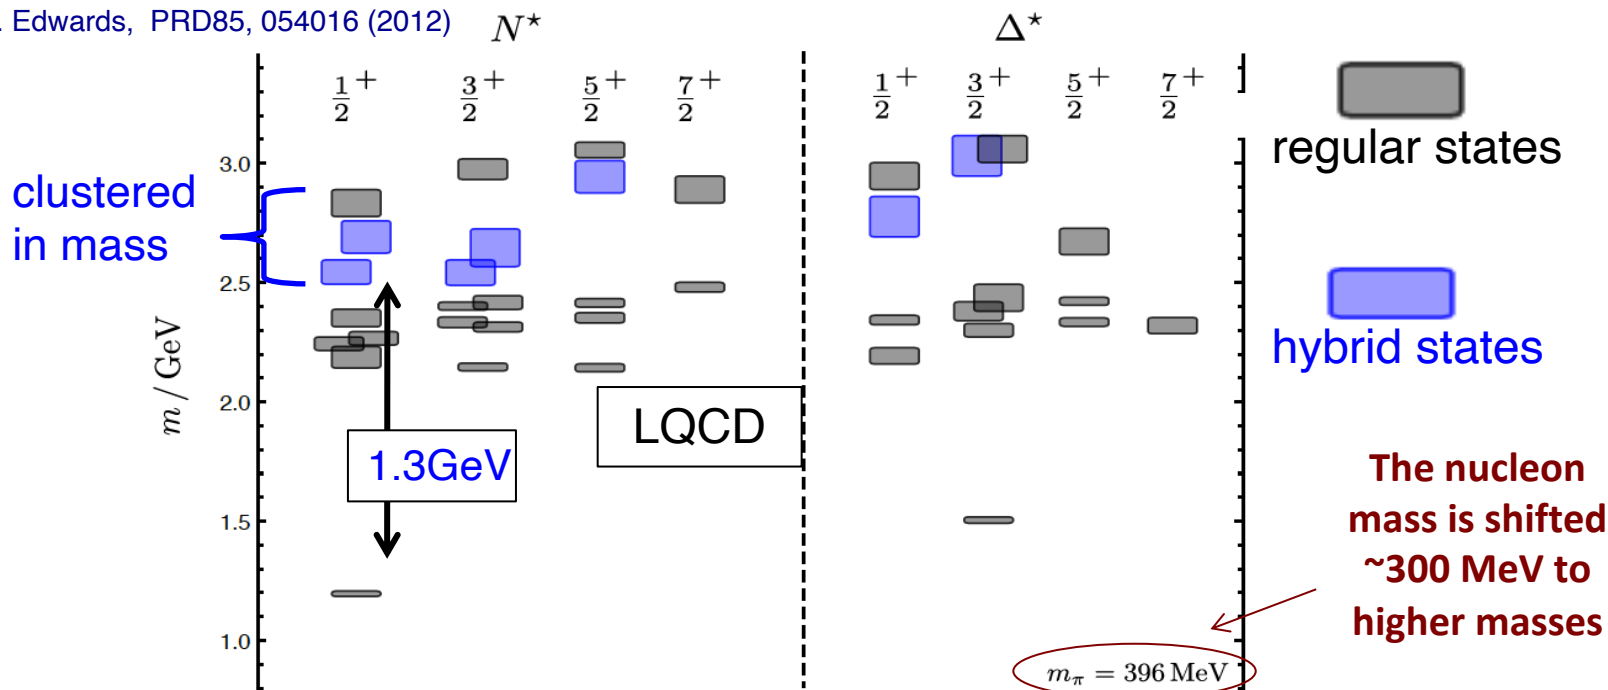 . Edwards, PRD85, 054016 (2012)
N⋆
Δ⋆
1/2+ 3/2+ 5/2+ 7/2+
1/2+ 3/2+ 5/2+ 7/2+
regular states
hybrid states
clustered
in mass
m / GeV
3.0
2.5
2.0
1.5
1.0
1.3GeV
LQCD
The nucleon
mass is shifted
~300 MeV to
higher masses
mπ = 396 MeV